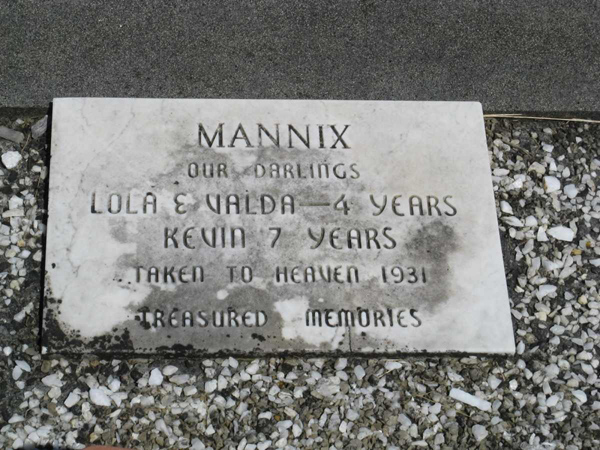 MANNIX
OUR DARLINGS
LOLA & VALDA — 4 YEARS
KEVIN 7 YEARS
TAKEN TO HEAVEN 1931
TREASURED MEMORIES